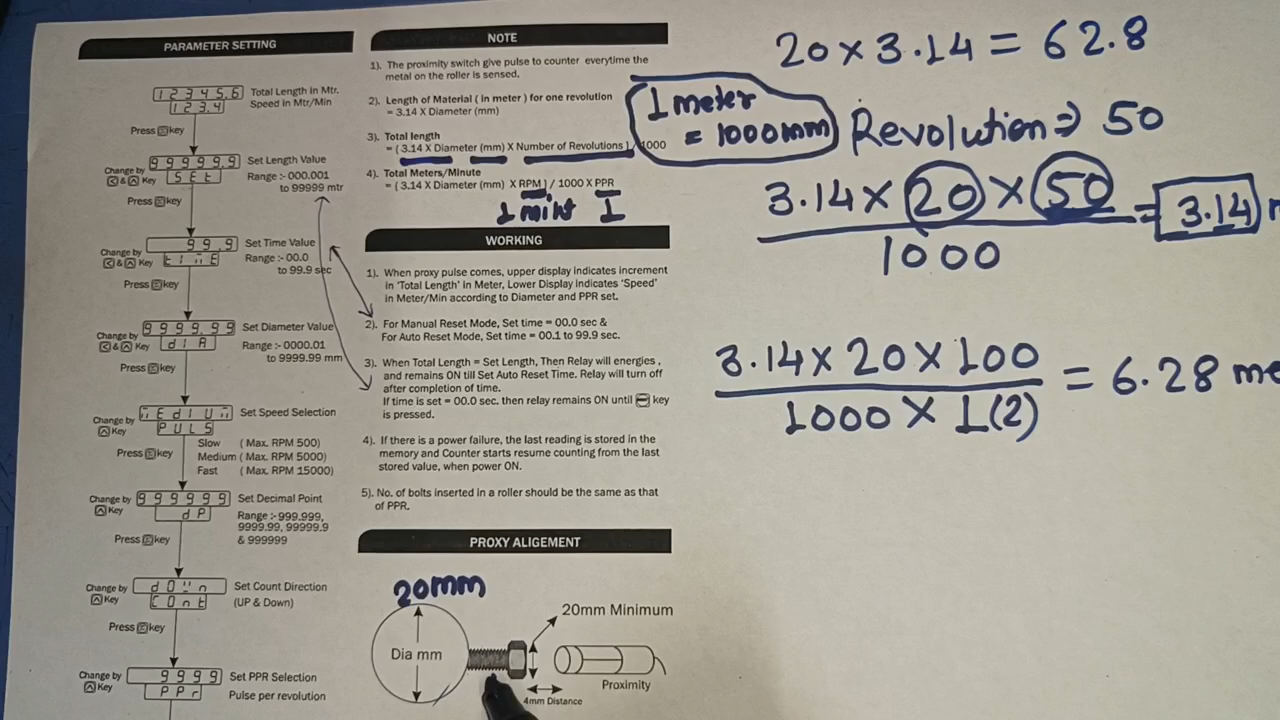 PARAMETER SETTING
1 2 3 4 5.6
1 2 3.4
Total Length in Mtr.
Speed in Mtr/Min
Press key
9 9 9 9 9.9
SEt
Change by
& Key
Set Length Value
Range :- 000.001
to 99999 mtr
Press key
9 9.9
tiME
Change by
& Key
Set Time Value
Range :- 00.0
to 99.9 sec
Press key
9 9 9 9.9 9
dIA
Change by
& Key
Set Diameter Value
Range :- 0000.01
to 9999.99 mm
Press key
MEdIUM
PULS
Change by
Key
Set Speed Selection
Slow ( Max. RPM 500)
Medium ( Max. RPM 5000)
Fast ( Max. RPM 15000)
Press key
9 9 9 9 9 9
dP
Change by
Key
Set Decimal Point
Range :- 999.999,
9999.99, 99999.9
& 999999
Press key
dOWn
COnt
Change by
Key
Set Count Direction
(UP & Down)
Press key
9 9 9 9
PPr
Change by
Key
Set PPR Selection
Pulse per revolution
NOTE
1). The proximity switch give pulse to counter everytime the
metal on the roller is sensed.
2). Length of Material ( in meter ) for one revolution
= 3.14 X Diameter (mm)
3). Total length
= ( 3.14 X Diameter (mm) X Number of Revolutions ) / 1000
4). Total Meters/Minute
= ( 3.14 X Diameter (mm) X RPM ) / 1000 X PPR
1 mint 1
WORKING
1). When proxy pulse comes, upper display indicates increment
in 'Total Length' in Meter, Lower Display indicates 'Speed'
in Meter/Min according to Diameter and PPR set.
2). For Manual Reset Mode, Set time = 00.0 sec &
For Auto Reset Mode, Set time = 00.1 to 99.9 sec.
3). When Total Length = Set Length, Then Relay will energies ,
and remains ON till Set Auto Reset Time. Relay will turn off
after completion of time.
If time is set = 00.0 sec. then relay remains ON until key
is pressed.
4). If there is a power failure, the last reading is stored in the
memory and Counter starts resume counting from the last
stored value, when power ON.
5). No. of bolts inserted in a roller should be the same as that
of PPR.
PROXY ALIGEMENT
20mm
Dia mm
20mm Minimum
Proximity
4mm Distance
20 x 3.14 = 62.8
1 meter
= 1000mm
Revolution => 50
3.14 x 20 x 50
= 3.14
1000
3.14 x 20 x 100
= 6.28 me
1000 x 1(2)